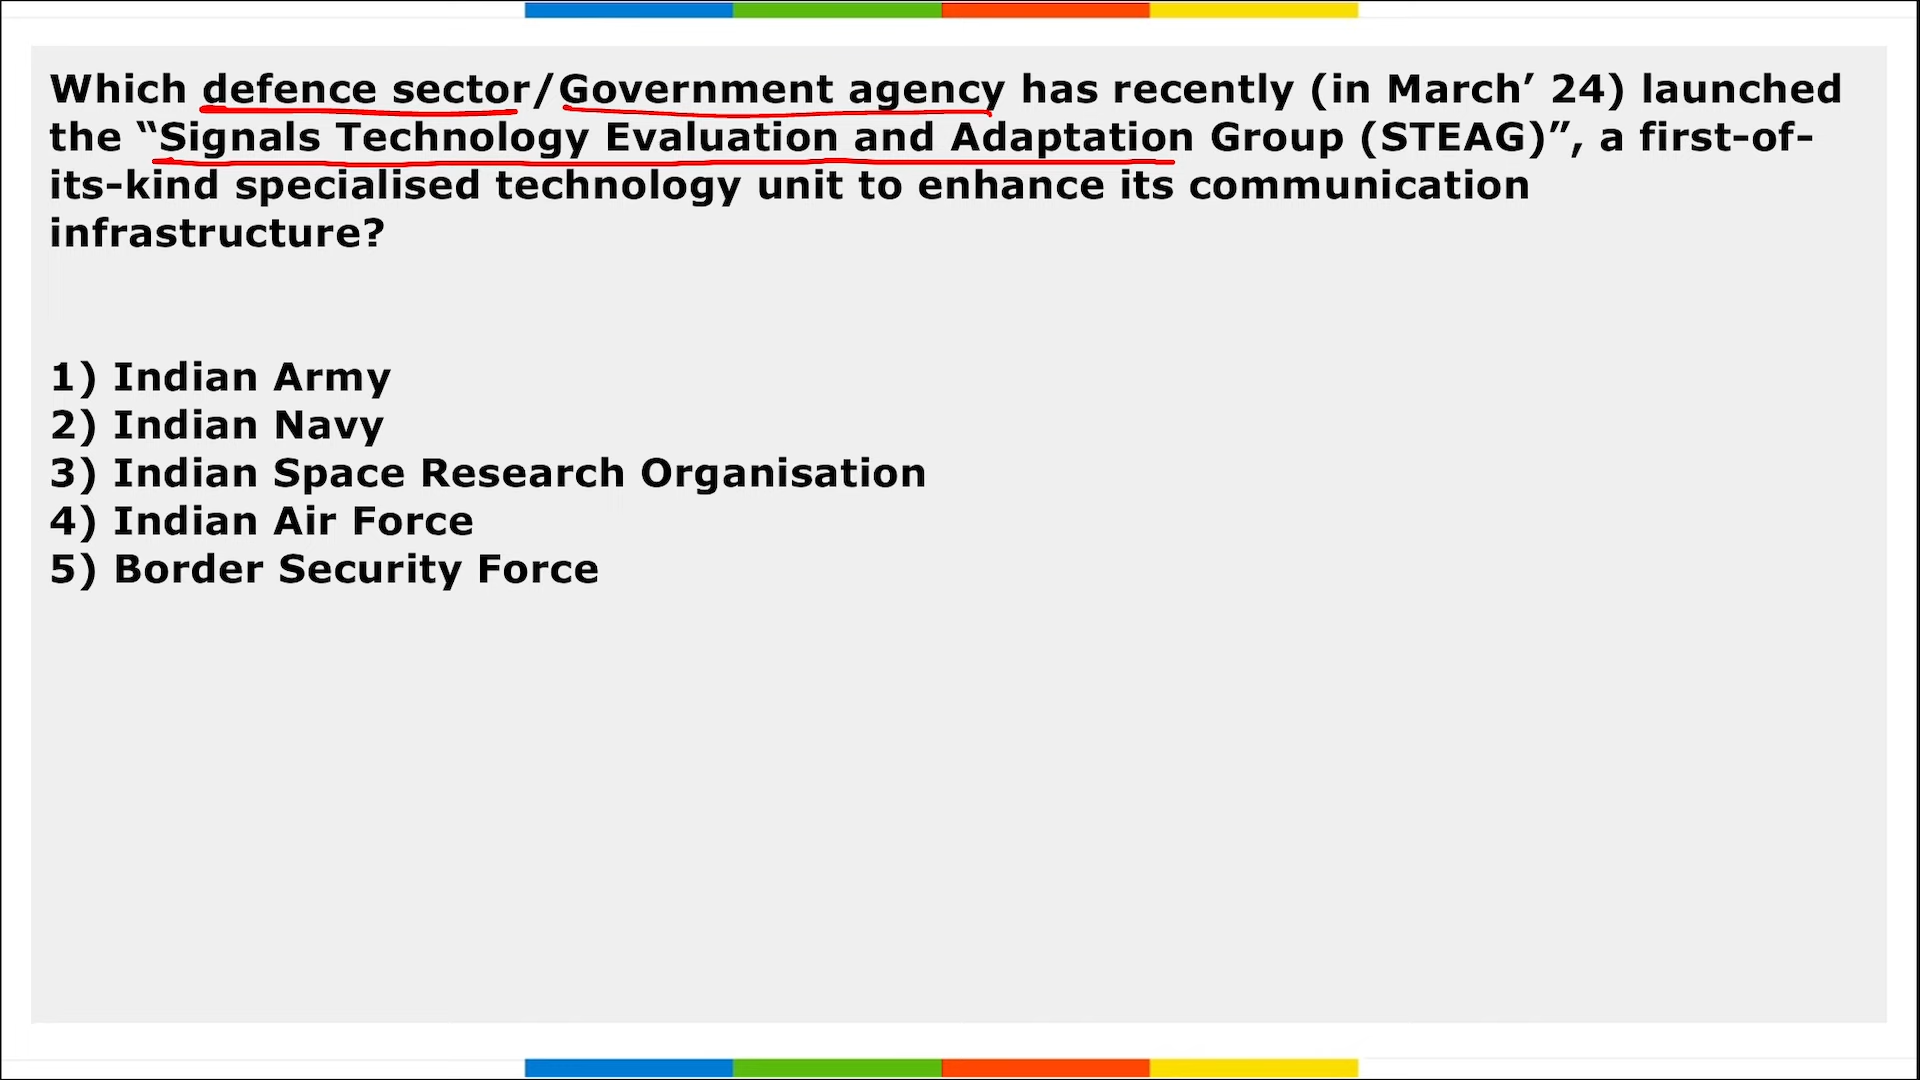 Which defence sector/Government agency has recently (in March’ 24) launched
the “Signals Technology Evaluation and Adaptation Group (STEAG)”, a first-of-
its-kind specialised technology unit to enhance its communication
infrastructure?
1) Indian Army
2) Indian Navy
3) Indian Space Research Organisation
4) Indian Air Force
5) Border Security Force